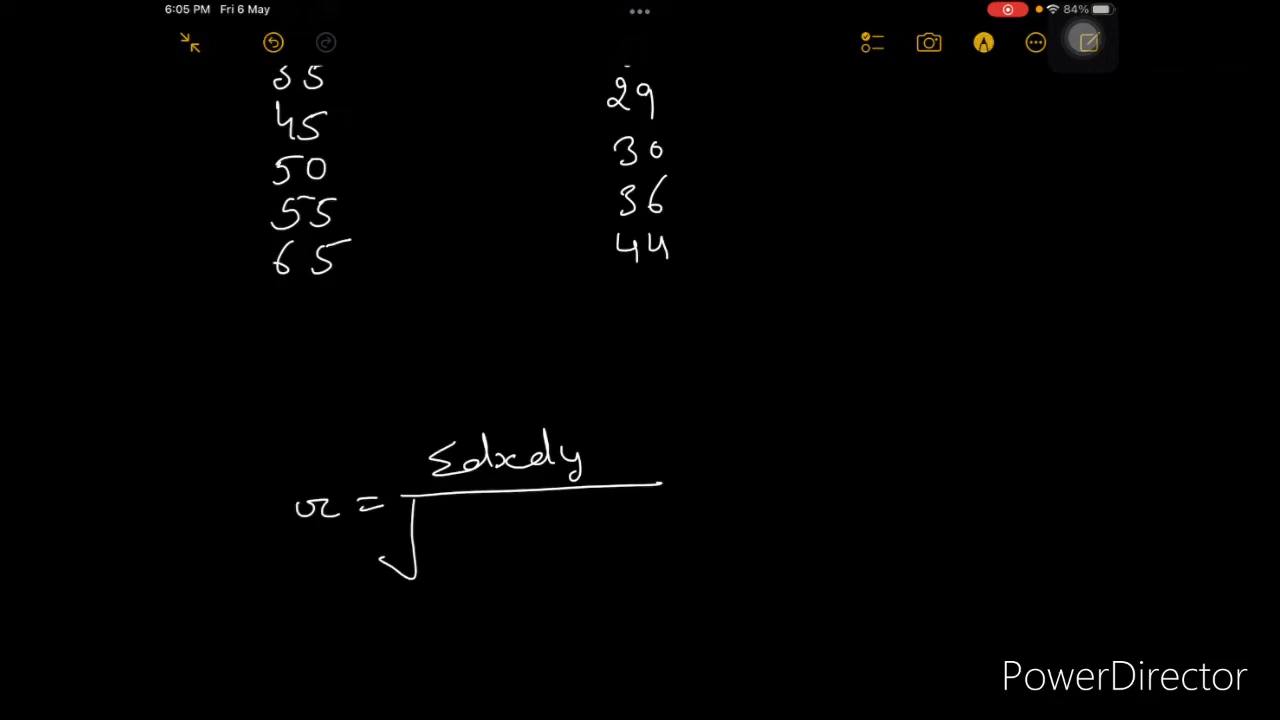 6:05 PM Fri 6 May 84%
35 29
45 30
50 36
55 44
65
Σdxdy
r = √
PowerDirector